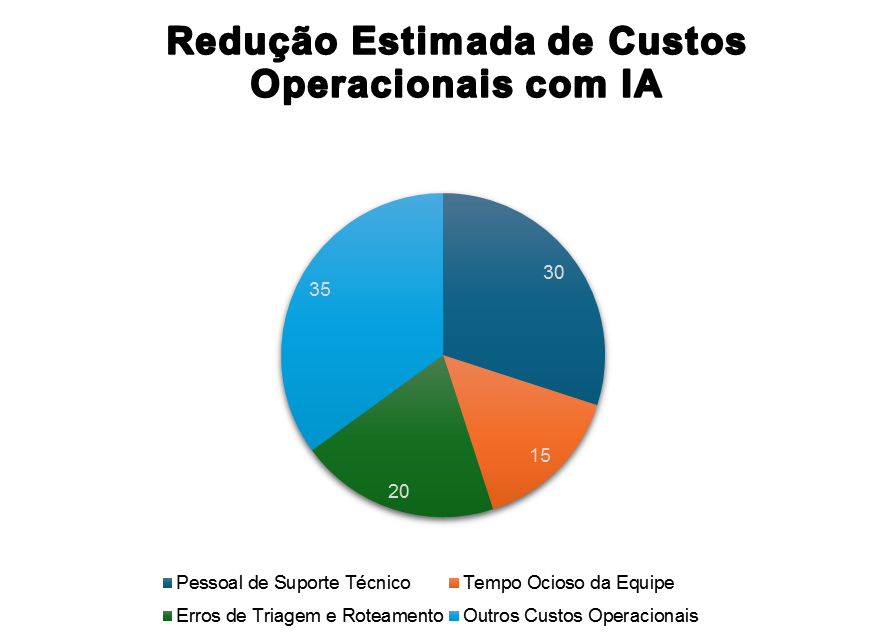 Redução Estimada de Custos
Operacionais com IA
30
35
15
20
Pessoal de Suporte Técnico
Tempo Ocioso da Equipe
Erros de Triagem e Roteamento
Outros Custos Operacionais